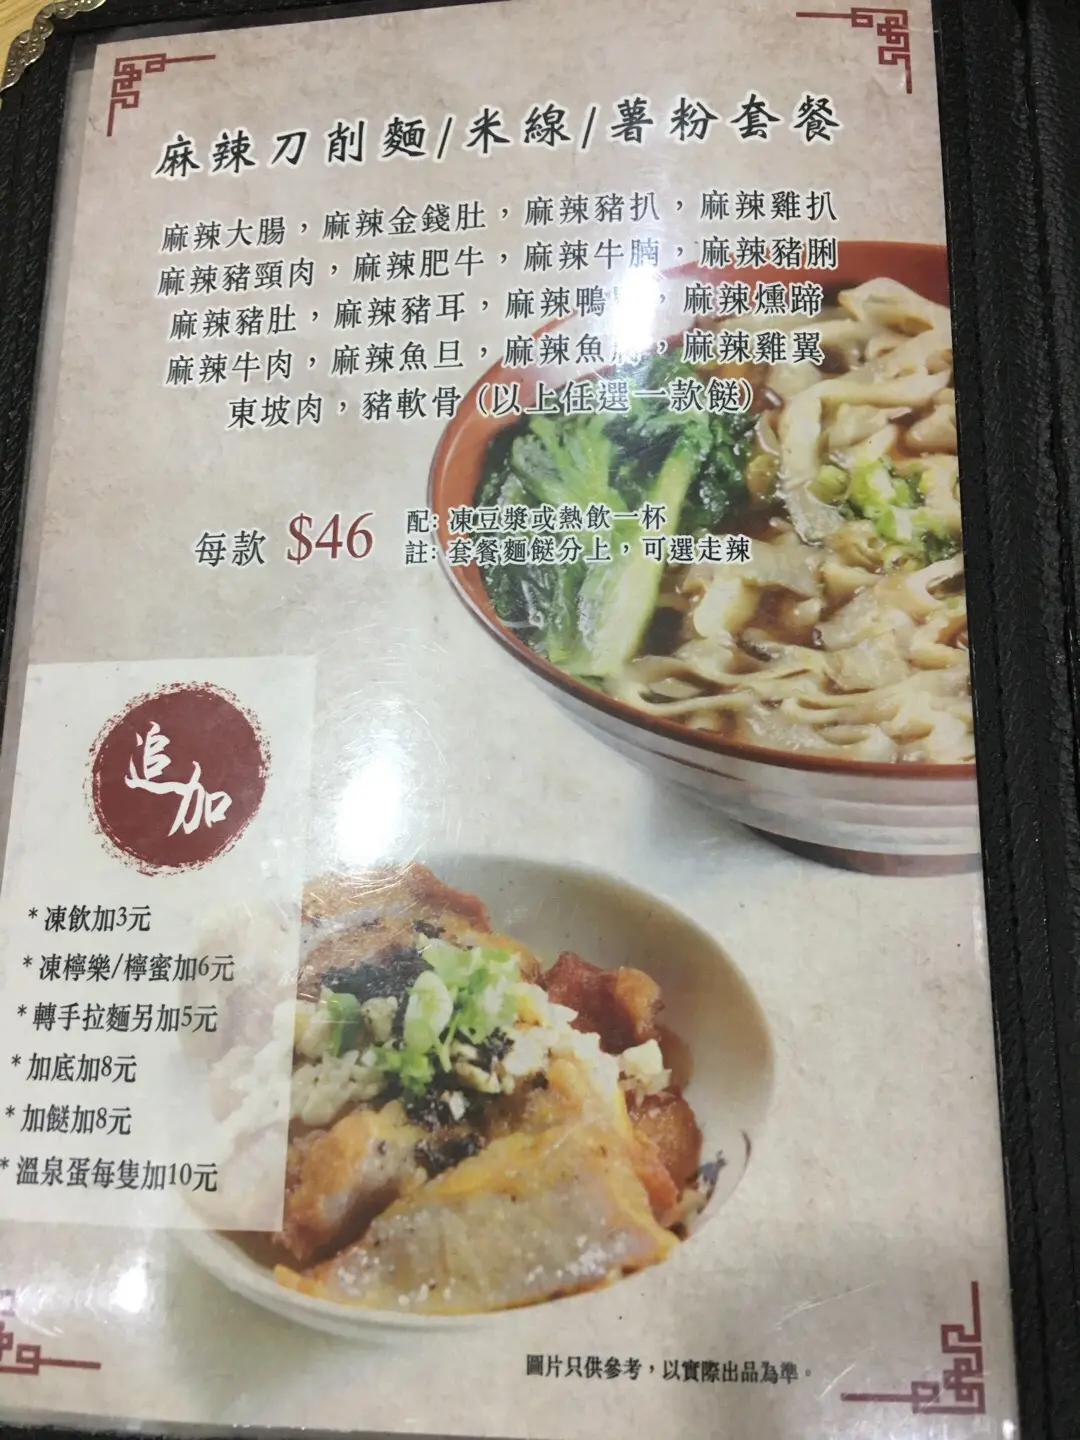 麻辣刀削麵/米線/薯粉套餐
麻辣大腸，麻辣金錢肚，麻辣豬扒，麻辣雞扒
麻辣豬頸肉，麻辣肥牛，麻辣牛腩，麻辣豬脷
麻辣豬肚，麻辣豬耳，麻辣鴨，麻辣燻蹄
麻辣牛肉，麻辣魚旦，麻辣魚，麻辣雞翼
東坡肉，豬軟骨（以上任選一款餸）
每款 $46
配: 凍豆漿或熱飲一杯
註: 套餐麵餸分上，可選走辣
追加
*凍飲加3元
*凍檸樂/檸蜜加6元
*轉手拉麵另加5元
*加底加8元
*加餸加8元
*溫泉蛋每隻加10元
圖片只供參考，以實際出品為準。